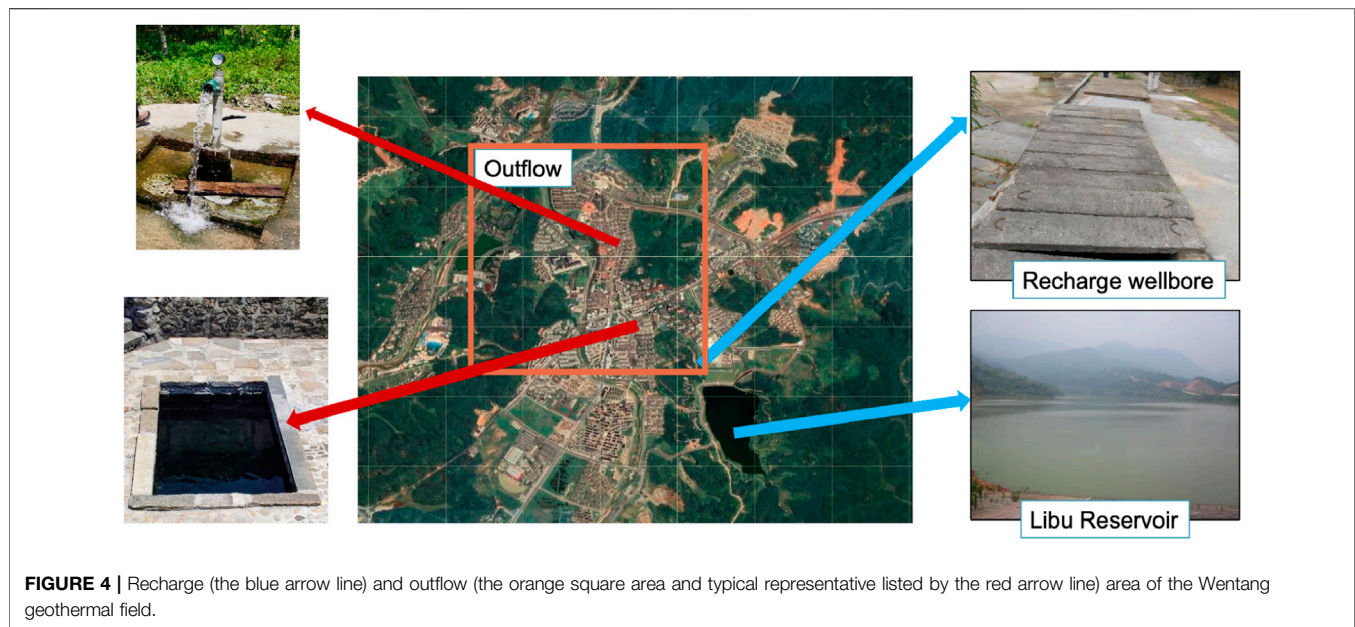 Outflow
Recharge wellbore
Libu Reservoir
FIGURE 4 | Recharge (the blue arrow line) and outflow (the orange square area and typical representative listed by the red arrow line) area of the Wentang
geothermal field.